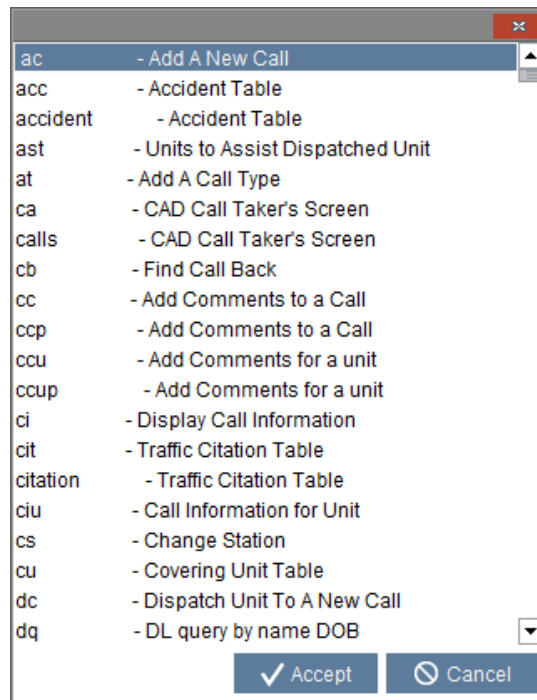 ac - Add A New Call
acc - Accident Table
accident - Accident Table
ast - Units to Assist Dispatched Unit
at - Add A Call Type
ca - CAD Call Taker's Screen
calls - CAD Call Taker's Screen
cb - Find Call Back
cc - Add Comments to a Call
ccp - Add Comments to a Call
ccu - Add Comments for a unit
ccup - Add Comments for a unit
ci - Display Call Information
cit - Traffic Citation Table
citation - Traffic Citation Table
ciu - Call Information for Unit
cs - Change Station
cu - Covering Unit Table
dc - Dispatch Unit To A New Call
dq - DL query by name DOB
Accept Cancel